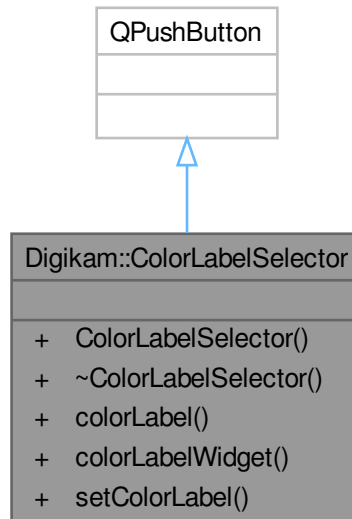 QPushButton
Digikam::ColorLabelSelector
+ ColorLabelSelector()
+ ~ColorLabelSelector()
+ colorLabel()
+ colorLabelWidget()
+ setColorLabel()